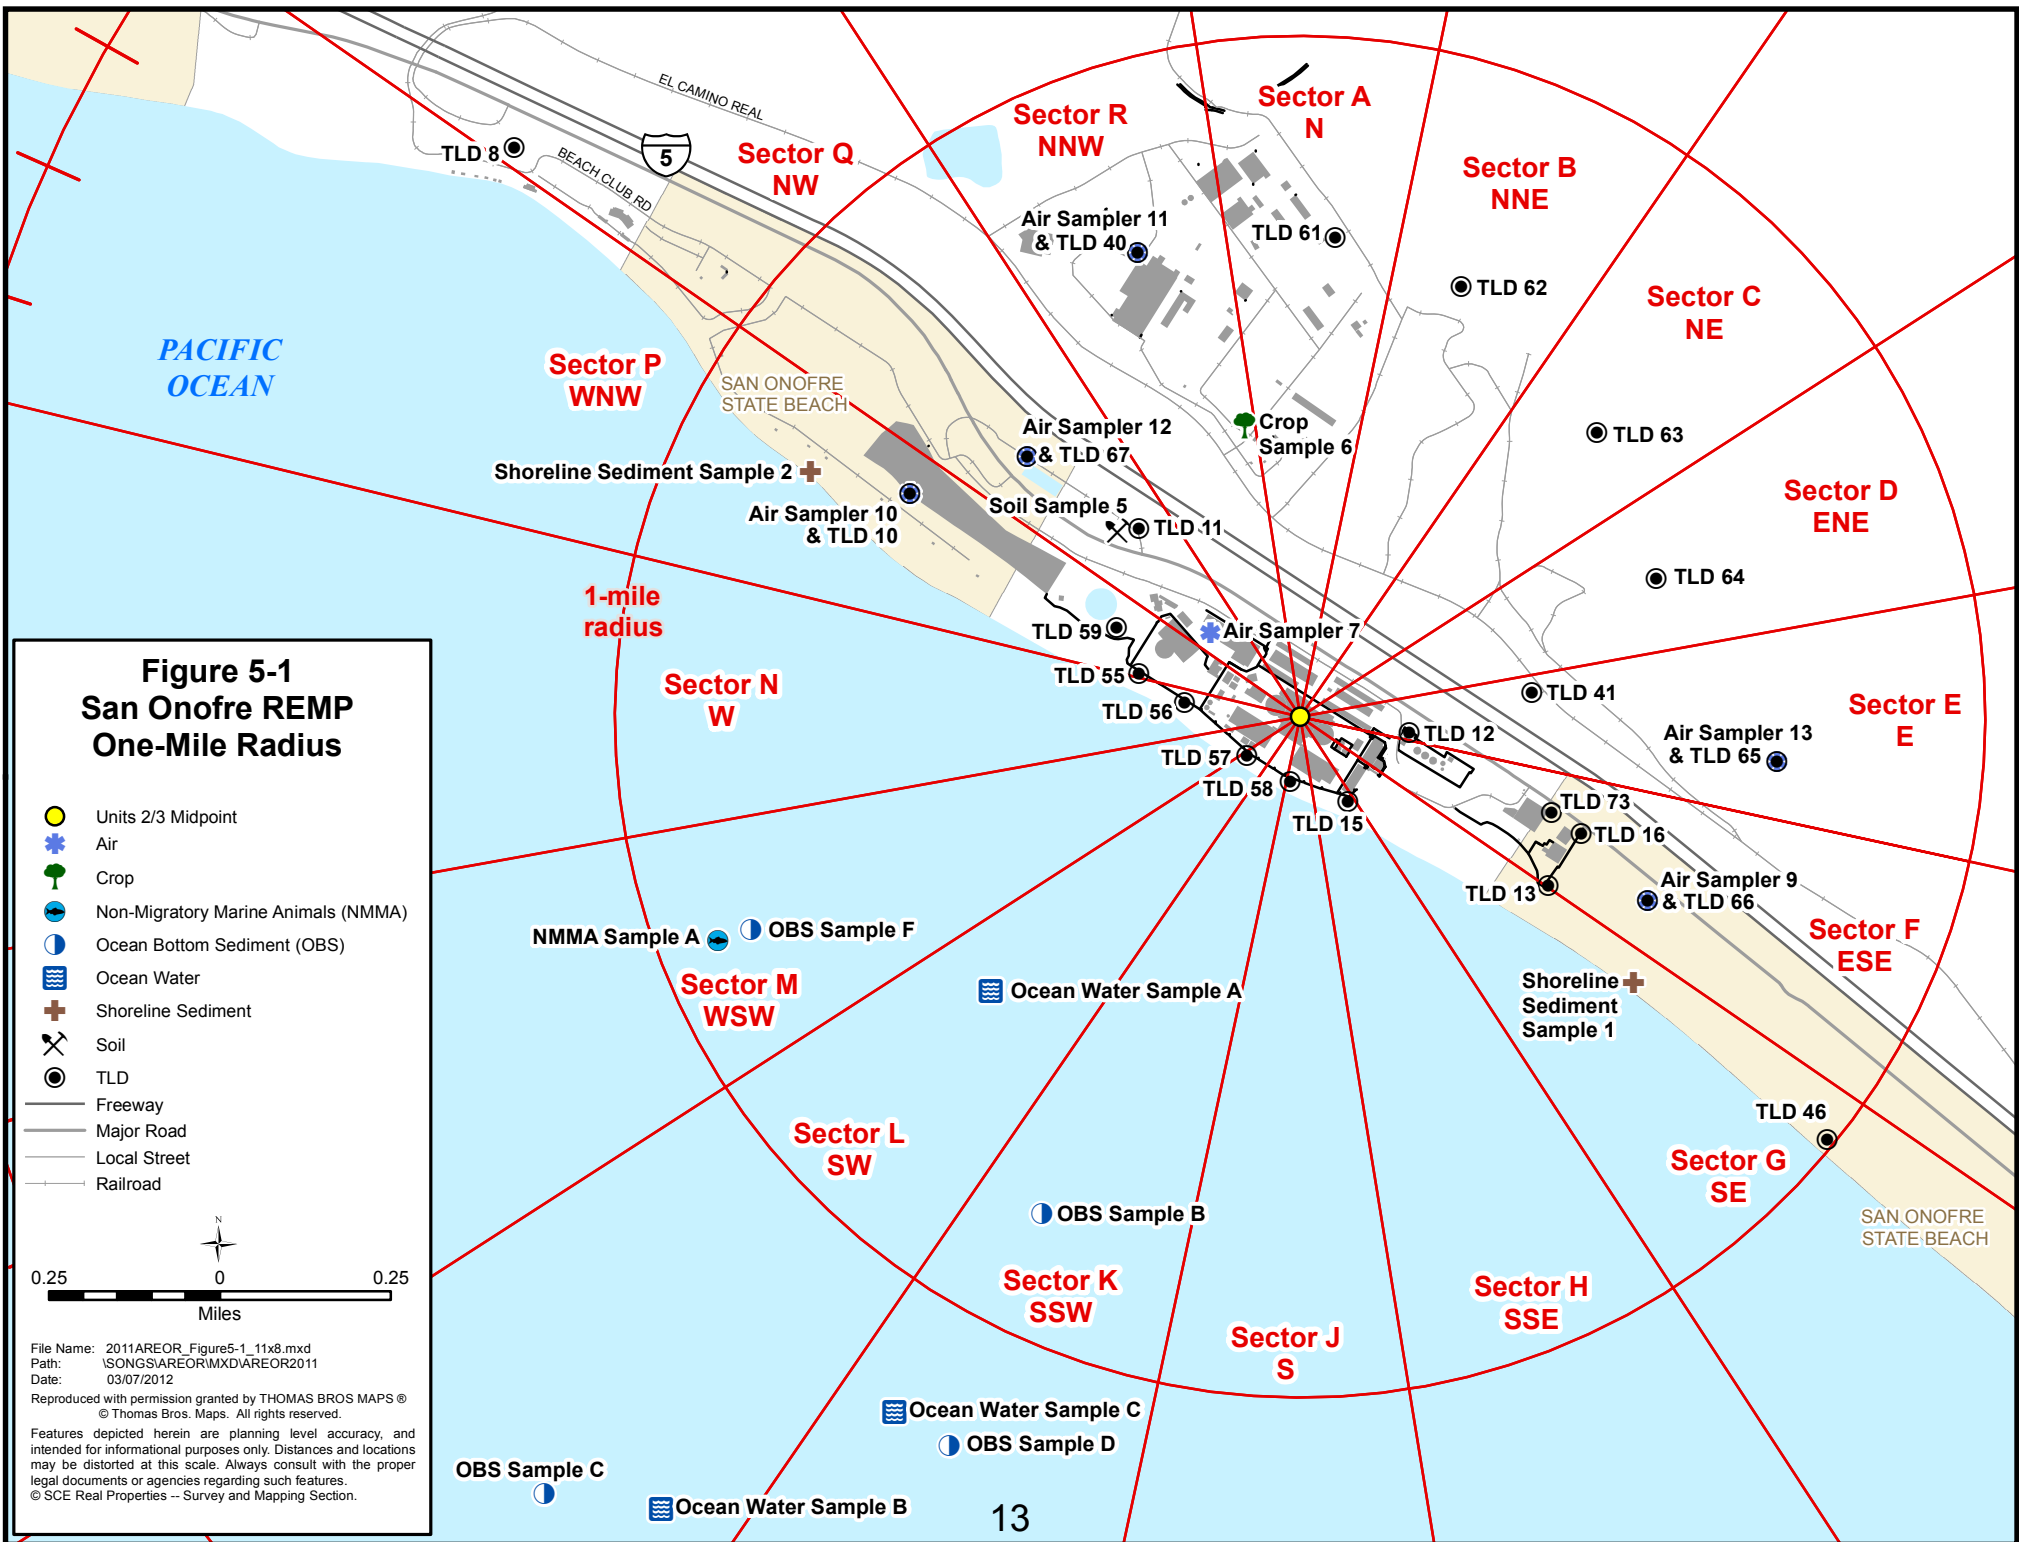 EL CAMINO REAL
5
BEACH CLUB RD
TLD 8
Sector Q
NW
Sector R
NNW
Sector A
N
Sector B
NNE
Sector C
NE
Sector D
ENE
Sector E
E
Sector F
ESE
Sector G
SE
Sector H
SSE
Sector J
S
Sector K
SSW
Sector L
SW
Sector M
WSW
Sector N
W
Sector P
WNW
PACIFIC
OCEAN
SAN ONOFRE
STATE BEACH
1-mile
radius
Air Sampler 11
& TLD 40
TLD 61
TLD 62
TLD 63
TLD 64
Crop
Sample 6
Air Sampler 12
& TLD 67
Shoreline Sediment Sample 2
Air Sampler 10
& TLD 10
Soil Sample 5
TLD 11
TLD 59
Air Sampler 7
TLD 55
TLD 56
TLD 57
TLD 58
TLD 15
TLD 12
TLD 41
Air Sampler 13
& TLD 65
TLD 73
TLD 16
TLD 13
Air Sampler 9
& TLD 66
Shoreline
Sediment
Sample 1
TLD 46
SAN ONOFRE
STATE BEACH
NMMA Sample A
OBS Sample F
Ocean Water Sample A
OBS Sample B
Ocean Water Sample C
OBS Sample D
OBS Sample C
Ocean Water Sample B
13
Figure 5-1
San Onofre REMP
One-Mile Radius
Units 2/3 Midpoint
Air
Crop
Non-Migratory Marine Animals (NMMA)
Ocean Bottom Sediment (OBS)
Ocean Water
Shoreline Sediment
Soil
TLD
Freeway
Major Road
Local Street
Railroad
N
0.25 0 0.25
Miles
File Name: 2011AREOR_Figure5-1_11x8.mxd
Path: \SONGS\AREOR\MXD\AREOR2011
Date: 03/07/2012
Reproduced with permission granted by THOMAS BROS MAPS ®
© Thomas Bros. Maps. All rights reserved.
Features depicted herein are planning level accuracy, and
intended for informational purposes only. Distances and locations
may be distorted at this scale. Always consult with the proper
legal documents or agencies regarding such features.
© SCE Real Properties -- Survey and Mapping Section.